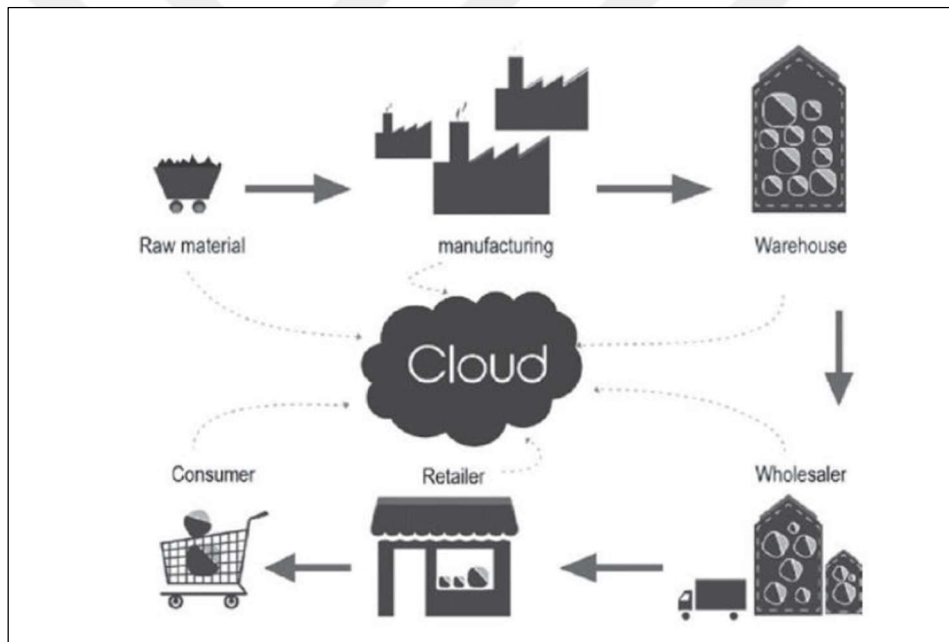 Raw material
manufacturing
Warehouse
Cloud
Consumer
Retailer
Wholesaler